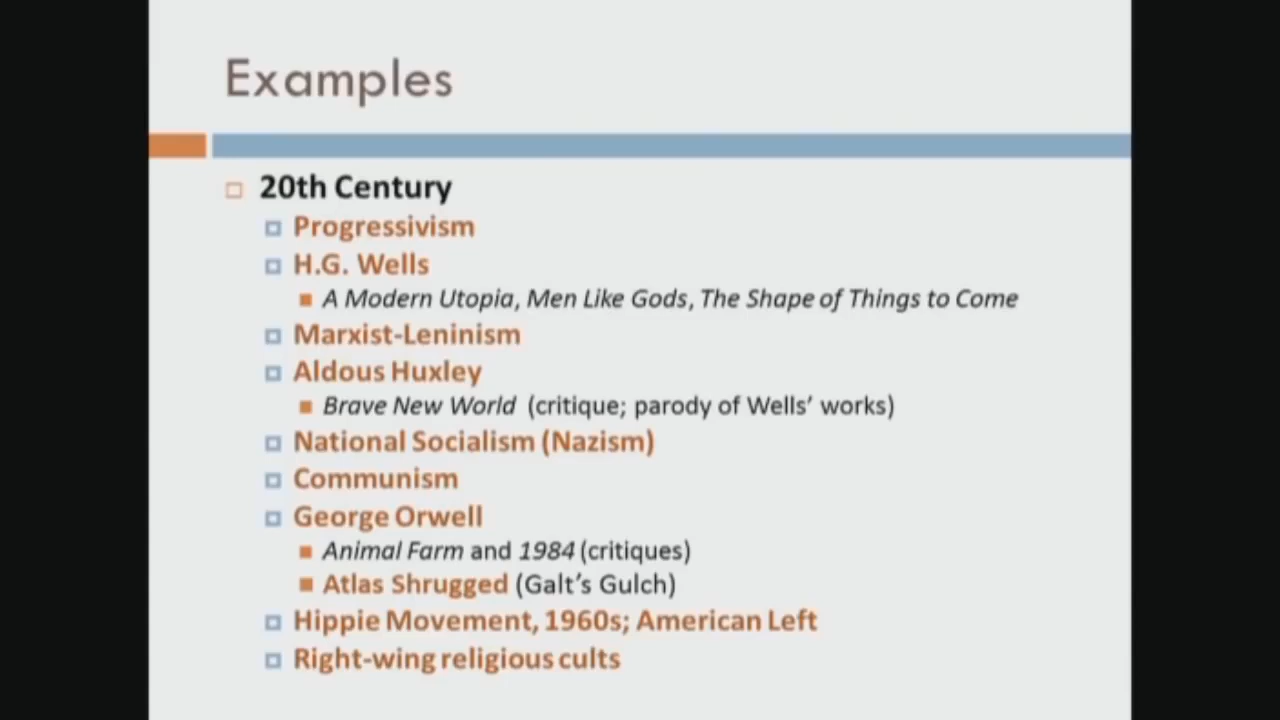 Examples
20th Century
Progressivism
H.G. Wells
A Modern Utopia, Men Like Gods, The Shape of Things to Come
Marxist-Leninism
Aldous Huxley
Brave New World (critique; parody of Wells’ works)
National Socialism (Nazism)
Communism
George Orwell
Animal Farm and 1984 (critiques)
Atlas Shrugged (Galt’s Gulch)
Hippie Movement, 1960s; American Left
Right-wing religious cults